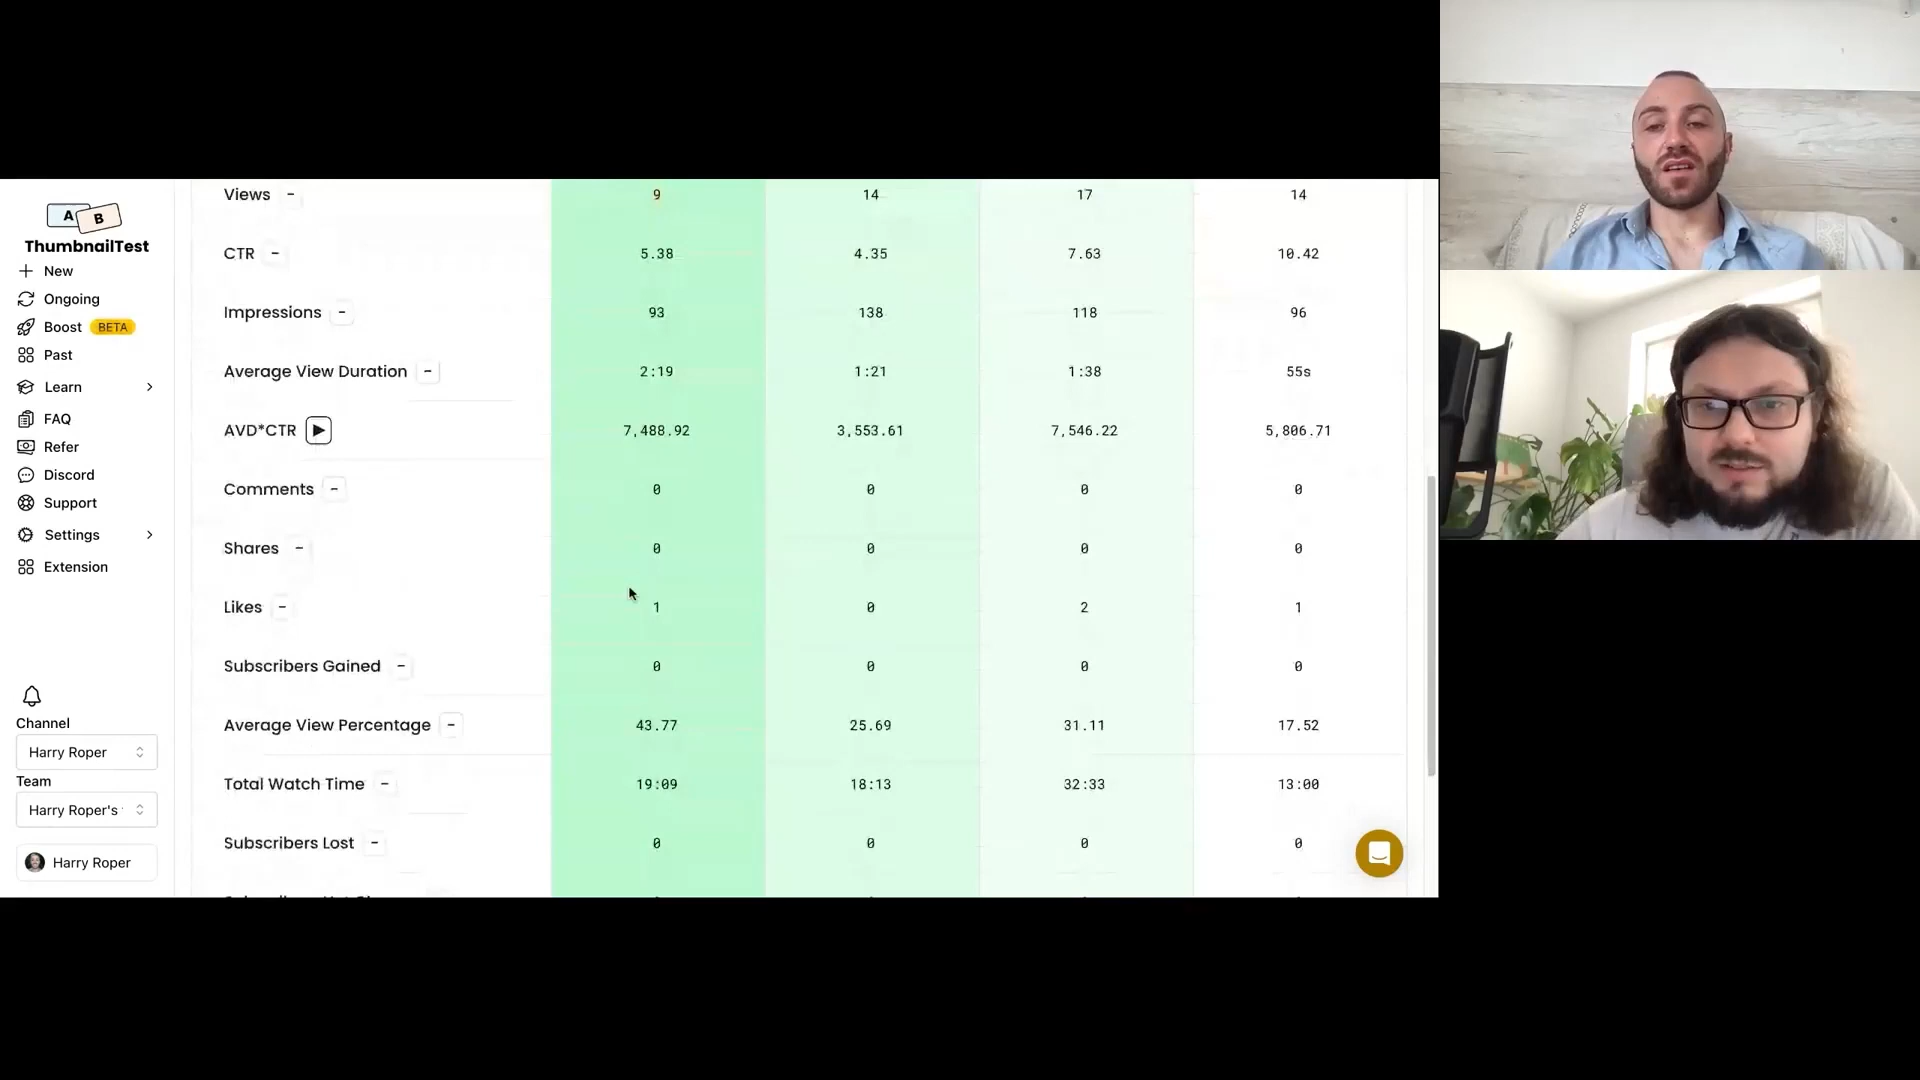 A B
ThumbnailTest
New
Ongoing
Boost BETA
Past
Learn
FAQ
Refer
Discord
Support
Settings
Extension
Channel
Harry Roper
Team
Harry Roper's
Harry Roper
Views - 9 14 17 14
CTR - 5.38 4.35 7.63 10.42
Impressions - 93 138 118 96
Average View Duration - 2:19 1:21 1:38 55s
AVD*CTR 7,488.92 3,553.61 7,546.22 5,806.71
Comments - 0 0 0 0
Shares - 0 0 0 0
Likes - 1 0 2 1
Subscribers Gained - 0 0 0 0
Average View Percentage - 43.77 25.69 31.11 17.52
Total Watch Time - 19:09 18:13 32:33 13:00
Subscribers Lost - 0 0 0 0